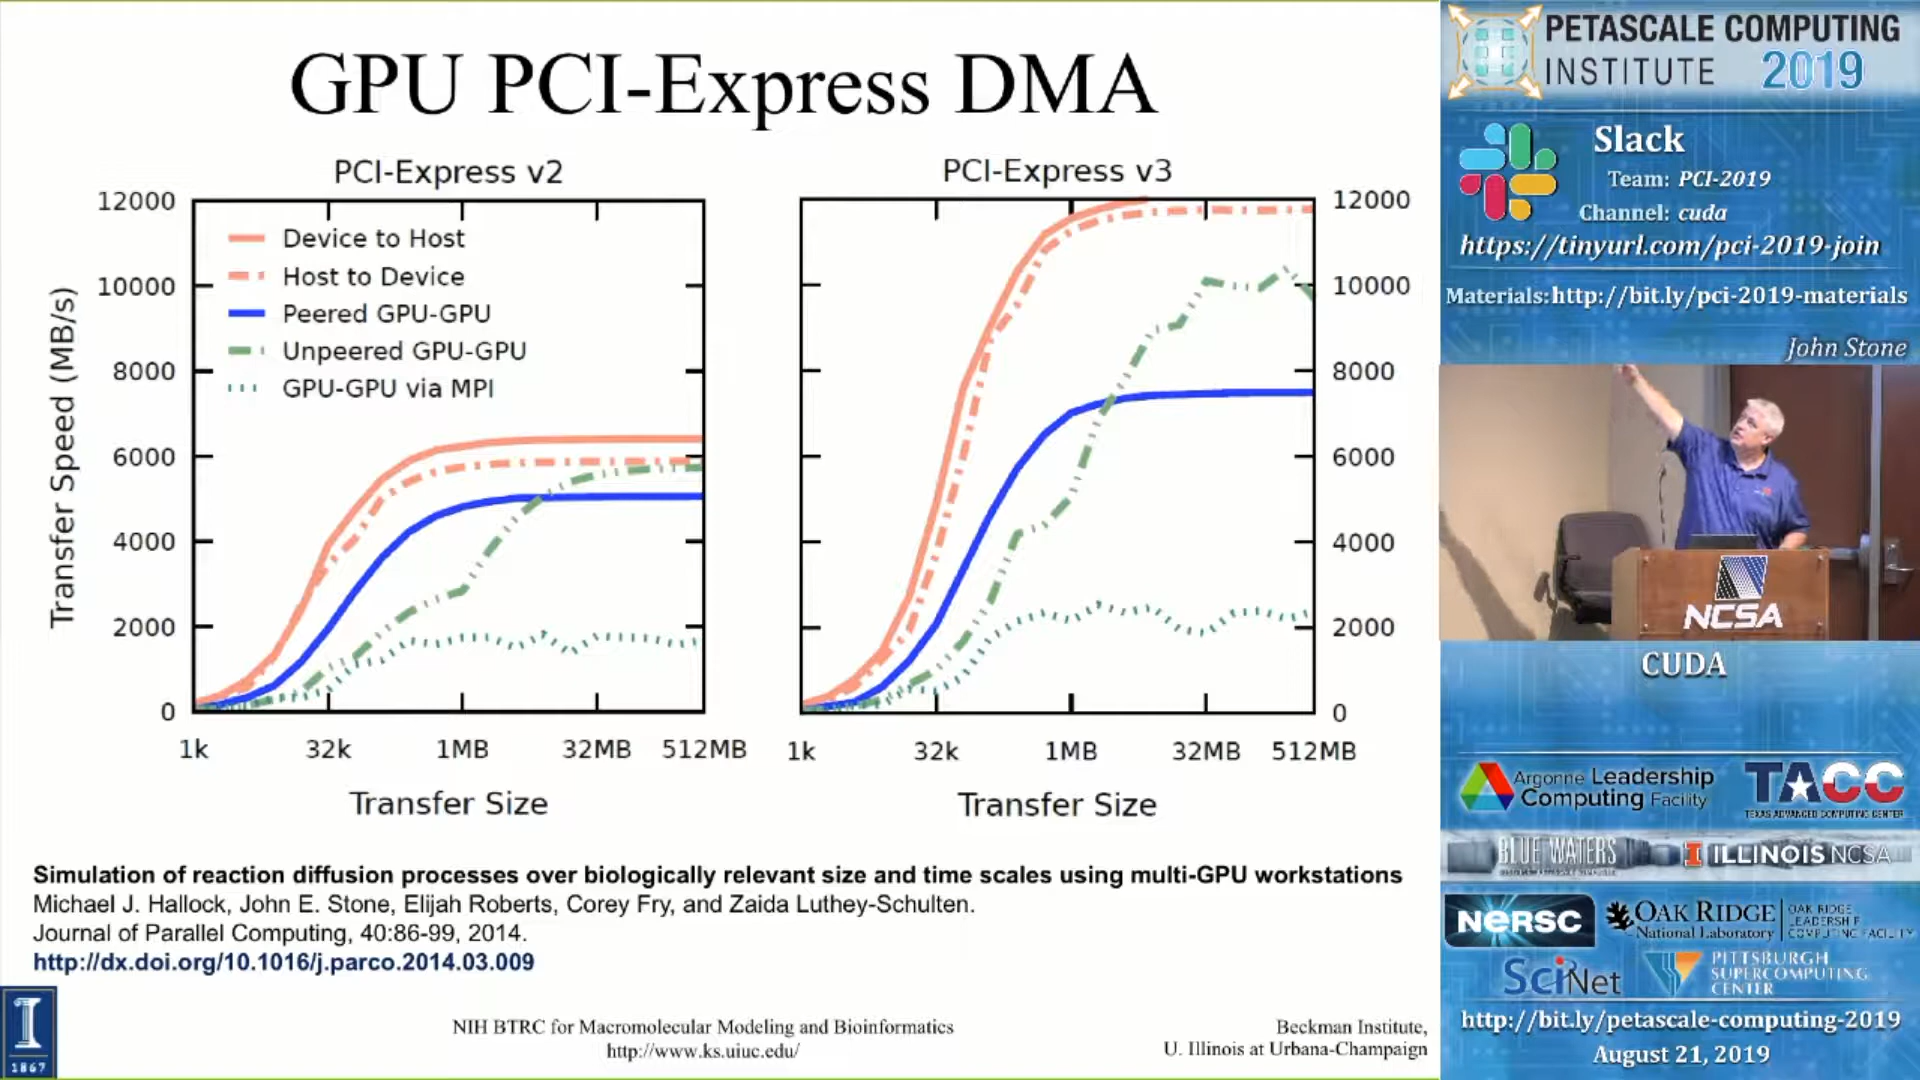 GPU PCI-Express DMA
PCI-Express v2
12000
10000
8000
6000
4000
2000
0
Transfer Speed (MB/s)
Device to Host
Host to Device
Peered GPU-GPU
Unpeered GPU-GPU
GPU-GPU via MPI
1k
32k
1MB
32MB
512MB
Transfer Size
PCI-Express v3
12000
10000
8000
6000
4000
2000
0
1k
32k
1MB
32MB
512MB
Transfer Size
Simulation of reaction diffusion processes over biologically relevant size and time scales using multi-GPU workstations
Michael J. Hallock, John E. Stone, Elijah Roberts, Corey Fry, and Zaida Luthey-Schulten.
Journal of Parallel Computing, 40:86-99, 2014.
http://dx.doi.org/10.1016/j.parco.2014.03.009
I
1867
NIH BTRC for Macromolecular Modeling and Bioinformatics
http://www.ks.uiuc.edu/
Beckman Institute,
U. Illinois at Urbana-Champaign
PETASCALE COMPUTING
INSTITUTE 2019
Slack
Team: PCI-2019
Channel: cuda
https://tinyurl.com/pci-2019-join
Materials:http://bit.ly/pci-2019-materials
John Stone
NCSA
CUDA
Argonne Leadership
Computing Facility
TACC
TEXAS ADVANCED COMPUTING CENTER
BLUE WATERS
I ILLINOIS NCSA
NERSC
OAK RIDGE
National Laboratory
OAK RIDGE
LEADERSHIP
COMPUTING FACILITY
SciNet
PITTSBURGH
SUPERCOMPUTING
CENTER
http://bit.ly/petascale-computing-2019
August 21, 2019